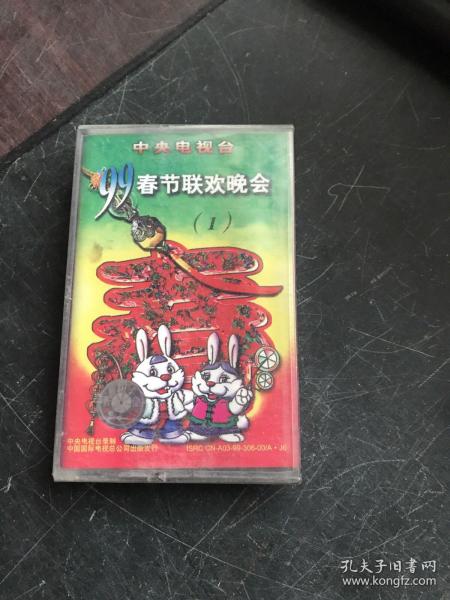 中央电视台
99春节联欢晚会
(1)
中央电视台录制
中国国际电视总公司出版发行
ISRC CN-A03-99-306-00/A·J6
孔夫子旧书网
www.kongfz.com